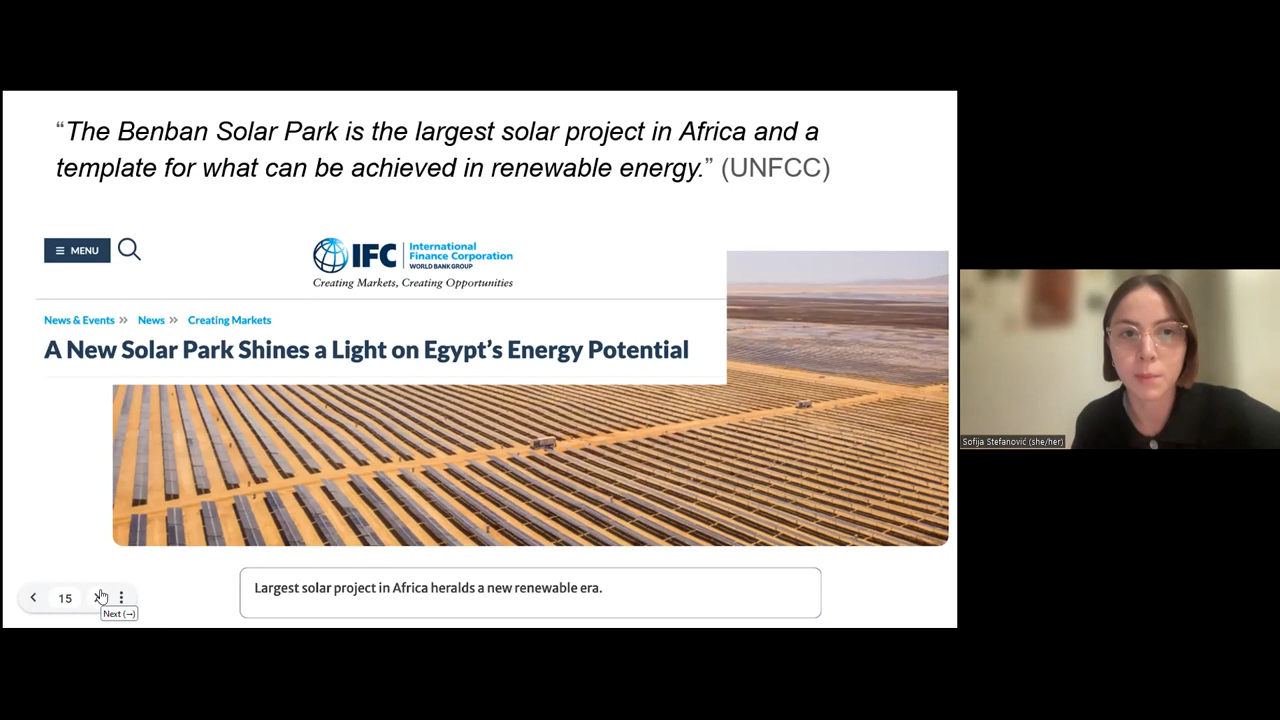 “The Benban Solar Park is the largest solar project in Africa and a
template for what can be achieved in renewable energy.” (UNFCC)
≡ MENU
IFC
International
Finance Corporation
WORLD BANK GROUP
Creating Markets, Creating Opportunities
News & Events >> News >> Creating Markets
A New Solar Park Shines a Light on Egypt’s Energy Potential
Sofija Stefanović (she/her)
Largest solar project in Africa heralds a new renewable era.
15
Next (→)